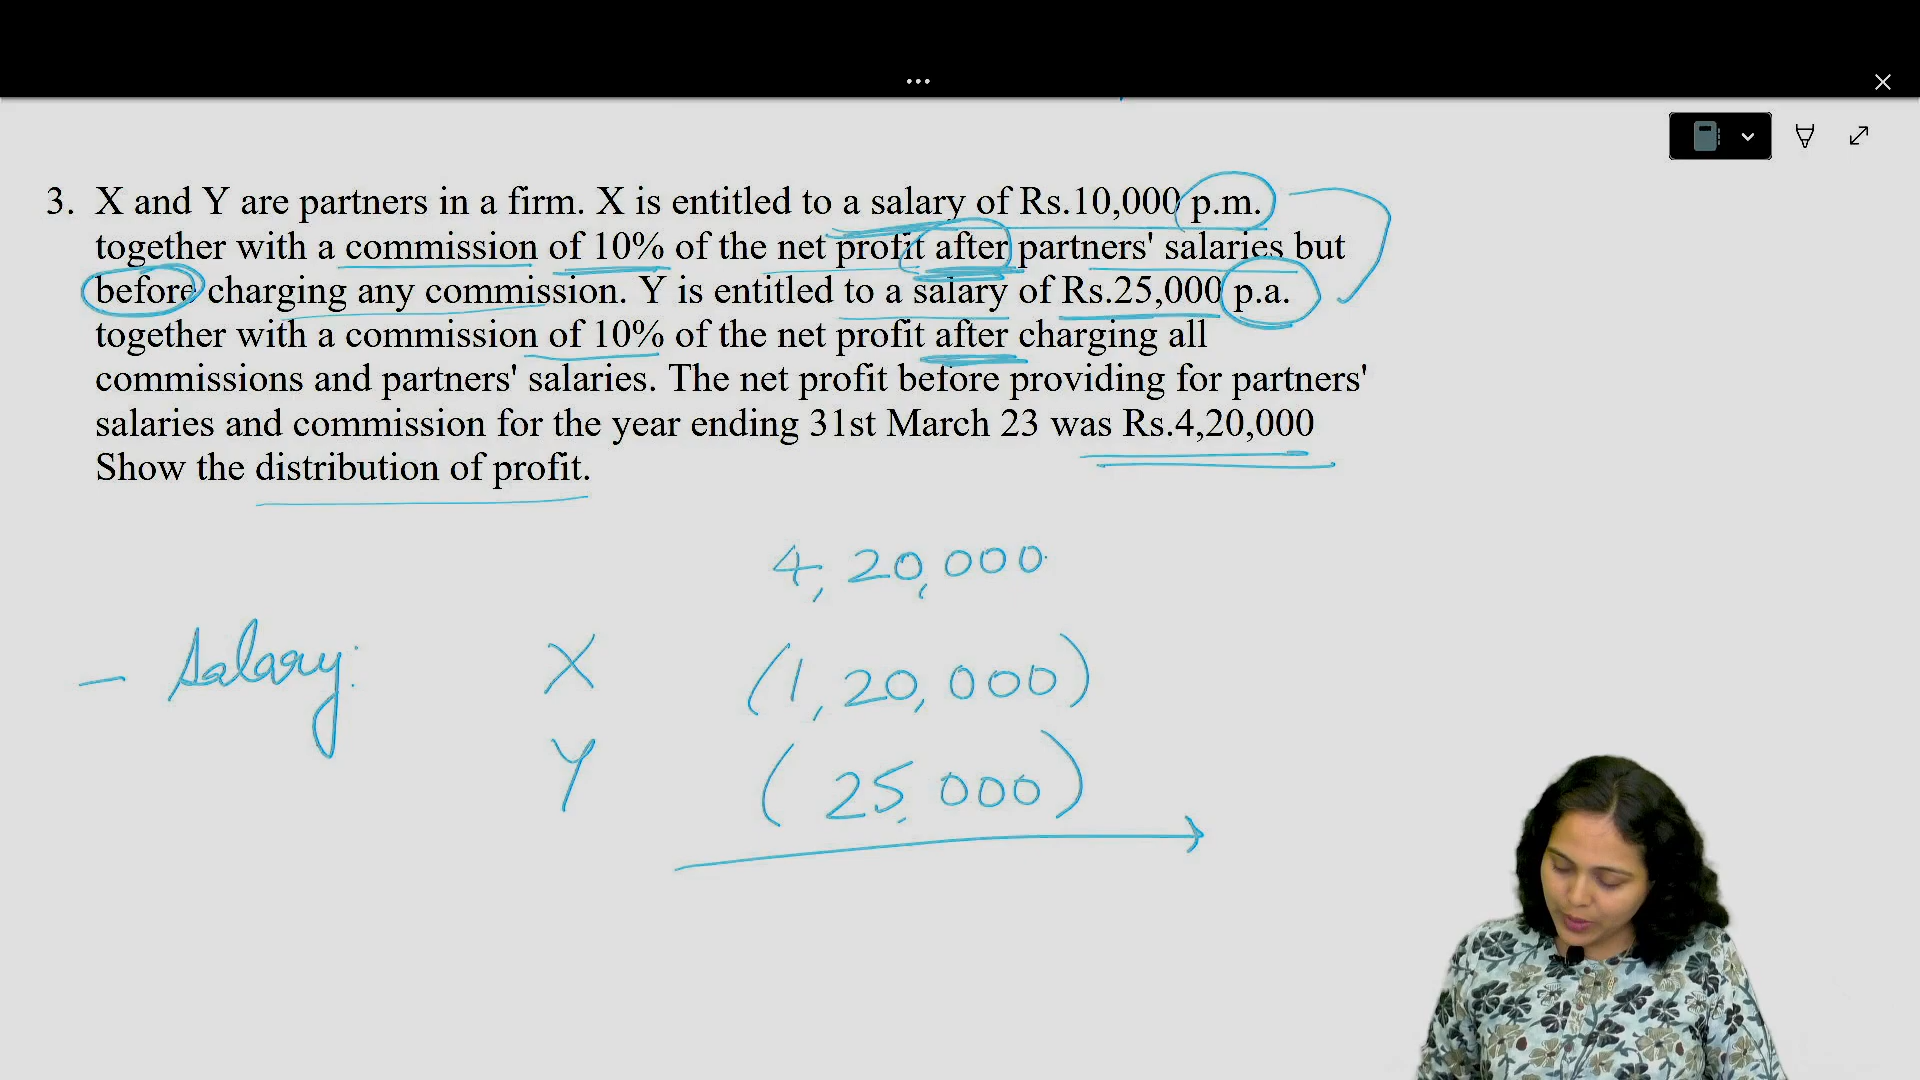 3. X and Y are partners in a firm. X is entitled to a salary of Rs.10,000 p.m.
together with a commission of 10% of the net profit after partners' salaries but
before charging any commission. Y is entitled to a salary of Rs.25,000 p.a.
together with a commission of 10% of the net profit after charging all
commissions and partners' salaries. The net profit before providing for partners'
salaries and commission for the year ending 31st March 23 was Rs.4,20,000
Show the distribution of profit.
4,20,000
- Salary: X (1,20,000)
Y (25,000)